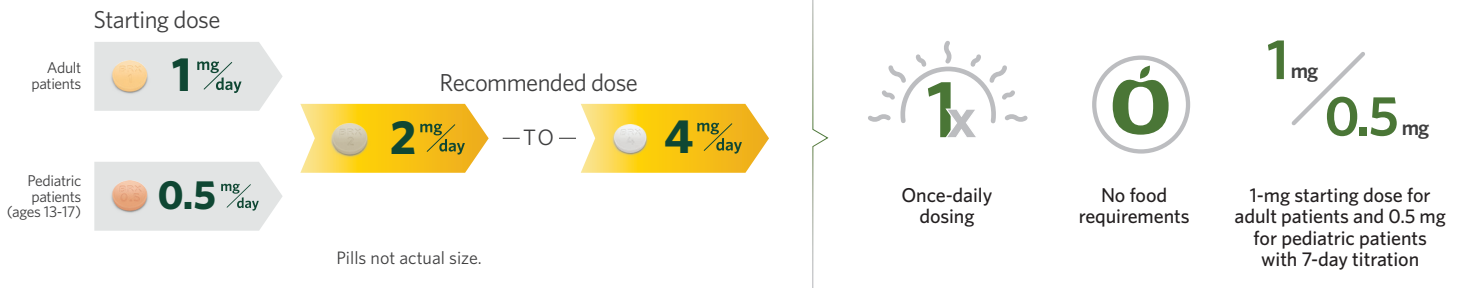 Starting dose
Adult
patients
1 mg/day
Recommended dose
2 mg/day
—TO—
4 mg/day
Pediatric
patients
(ages 13-17)
0.5 mg/day
Pills not actual size.
1x
Once-daily
dosing
0
No food
requirements
1 mg/0.5 mg
1-mg starting dose for
adult patients and 0.5 mg
for pediatric patients
with 7-day titration